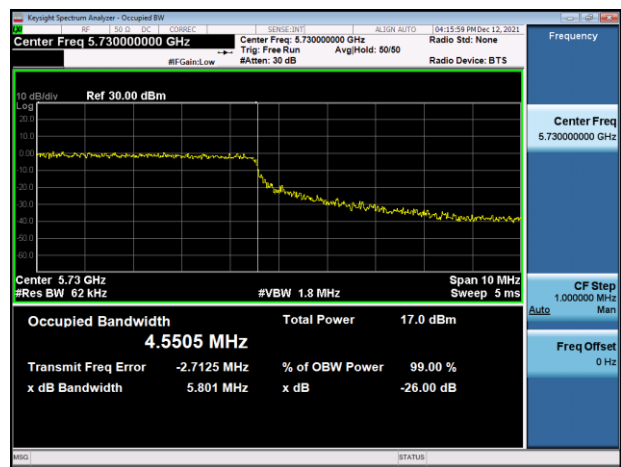 Keysight Spectrum Analyzer - Occupied BW
RF 50 Ω DC CORREC SENSE:INT ALIGN AUTO 04:15:59 PM Dec 12, 2021
Center Freq 5.730000000 GHz Center Freq: 5.730000000 GHz Radio Std: None Frequency
Trig: Free Run Avg|Hold: 50/50
#IFGain:Low #Atten: 30 dB Radio Device: BTS
10 dB/div Ref 30.00 dBm
Log
20.0
10.0
0.00
-10.0
-20.0
-30.0
-40.0
-50.0
-60.0
Center Freq
5.730000000 GHz
Center 5.73 GHz Span 10 MHz
#Res BW 62 kHz #VBW 1.8 MHz Sweep 5 ms
CF Step
1.000000 MHz
Auto Man
Occupied Bandwidth Total Power 17.0 dBm
4.5505 MHz
Transmit Freq Error -2.7125 MHz % of OBW Power 99.00 %
x dB Bandwidth 5.801 MHz x dB -26.00 dB
Freq Offset
0 Hz
MSG STATUS